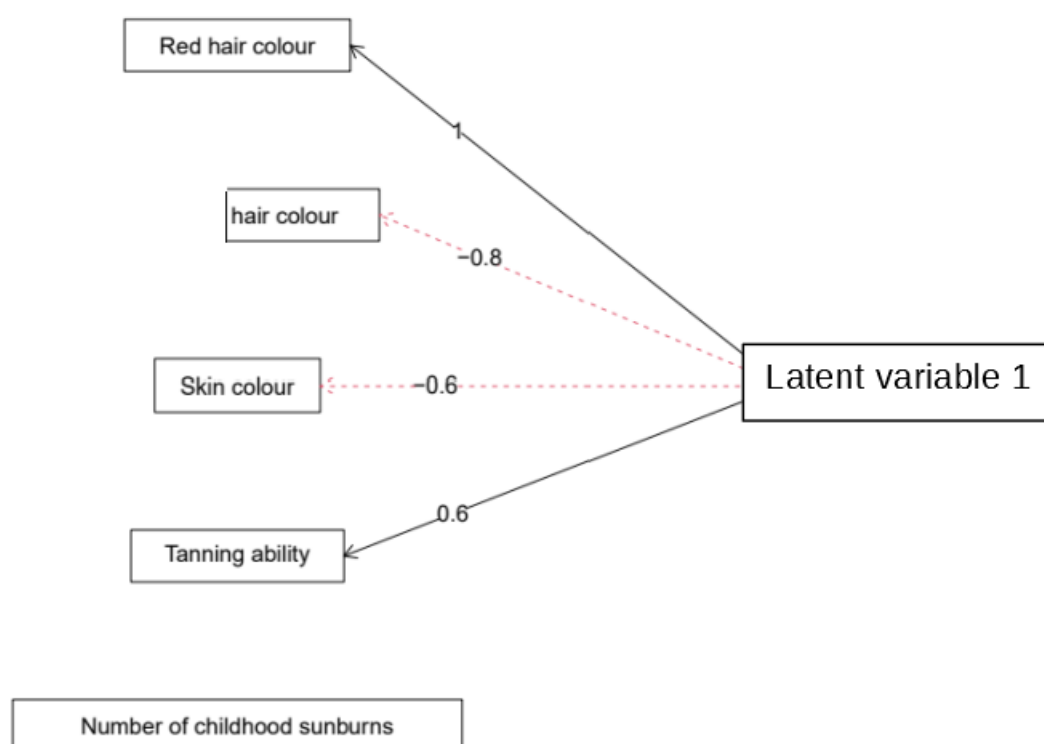 Red hair colour
1
hair colour
−0.8
Latent variable 1
Skin colour
−0.6
0.6
Tanning ability
Number of childhood sunburns